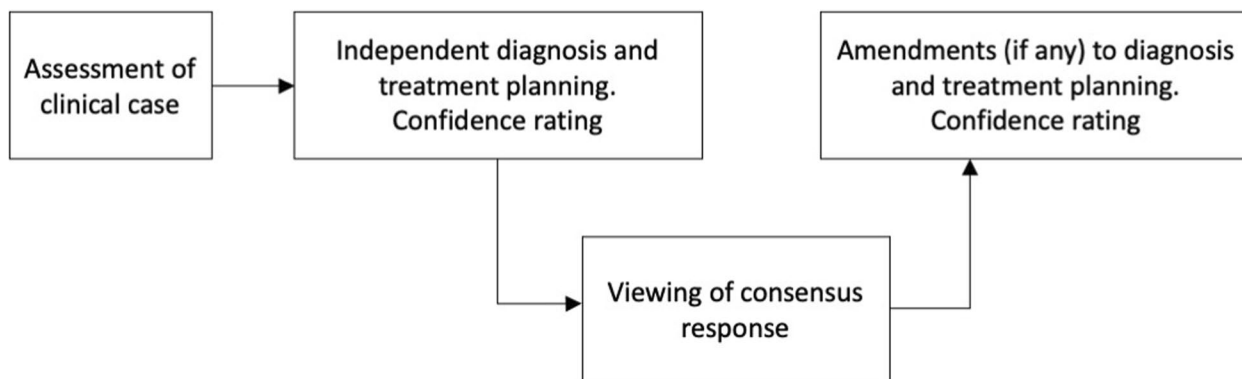 Assessment of
clinical case
Independent diagnosis and
treatment planning.
Confidence rating
Viewing of consensus
response
Amendments (if any) to diagnosis
and treatment planning.
Confidence rating